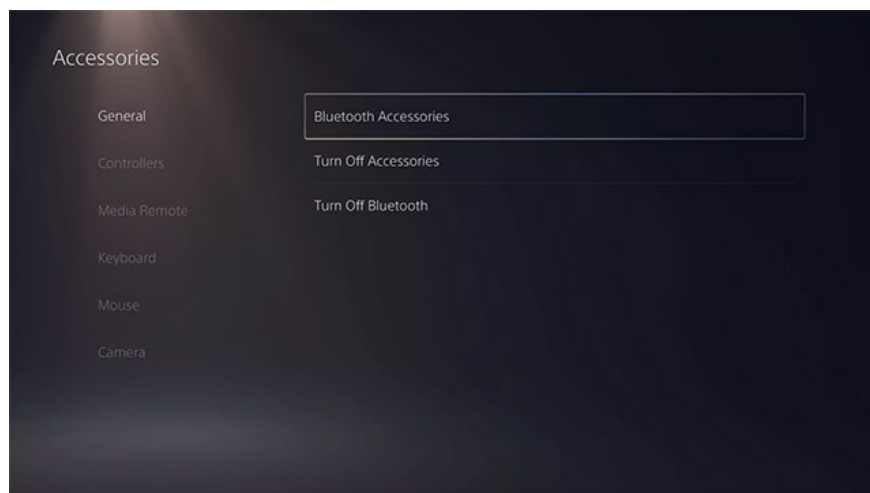 Accessories
General
Bluetooth Accessories
Controllers
Turn Off Accessories
Media Remote
Turn Off Bluetooth
Keyboard
Mouse
Camera